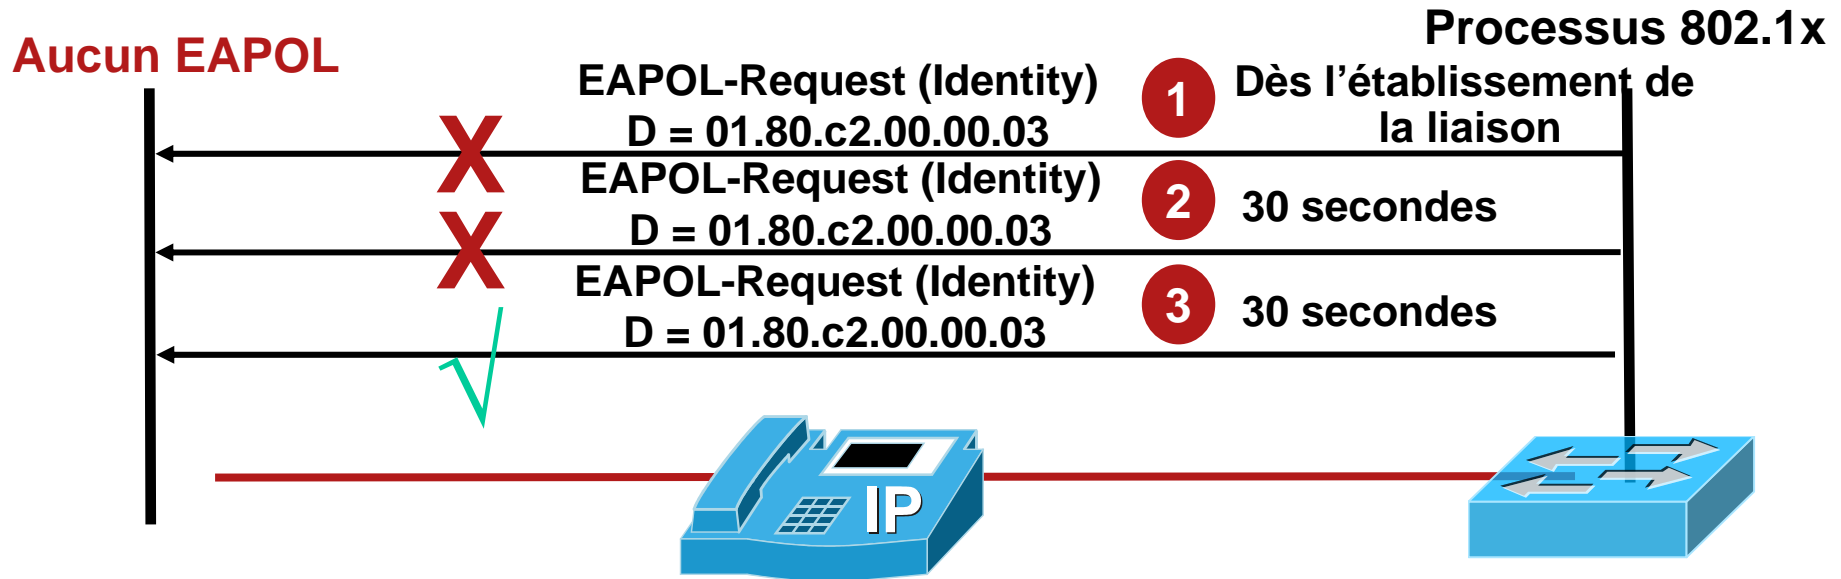 Processus 802.1x
Aucun EAPOL
EAPOL-Request (Identity)
D = 01.80.c2.00.00.03
1
Dès l’établissement de
la liaison
X
EAPOL-Request (Identity)
D = 01.80.c2.00.00.03
2
30 secondes
X
EAPOL-Request (Identity)
D = 01.80.c2.00.00.03
3
30 secondes
IP